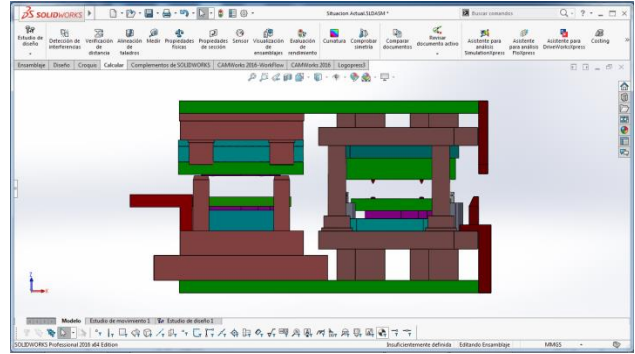 SOLIDWORKS
Situacion Actual.SLDASM *
Buscar comandos
Estudio de diseño
Detección de interferencias
Verificación de distancia
Alineación de taladros
Medir
Propiedades físicas
Propiedades de sección
Sensor
Visualización de ensamblajes
Evaluación de rendimiento
Curvatura
Comprobar simetría
Comparar documentos
Revisar documento activo
Asistente para análisis SimulationXpress
Asistente para análisis FloXpress
Asistente para DriveWorksXpress
Costing
Ensamblaje
Diseño
Croquis
Calcular
Complementos de SOLIDWORKS
CAMWorks 2016-WorkFlow
CAMWorks 2016
Logopress3
Z
Modelo
Estudio de movimiento 1
Estudio de diseño 1
SOLIDWORKS Professional 2016 x64 Edition
Insuficientemente definida
Editando Ensamblaje
MMGS